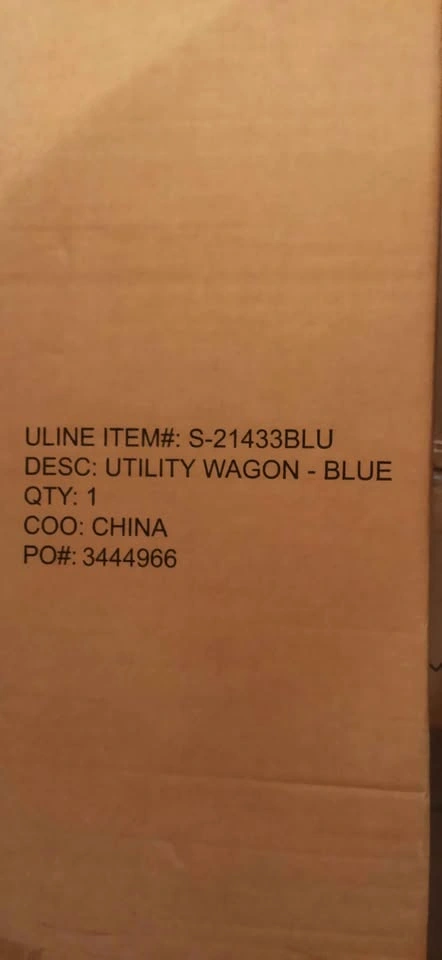 ULINE ITEM#: S-21433BLU
DESC: UTILITY WAGON - BLUE
QTY: 1
COO: CHINA
PO#: 3444966